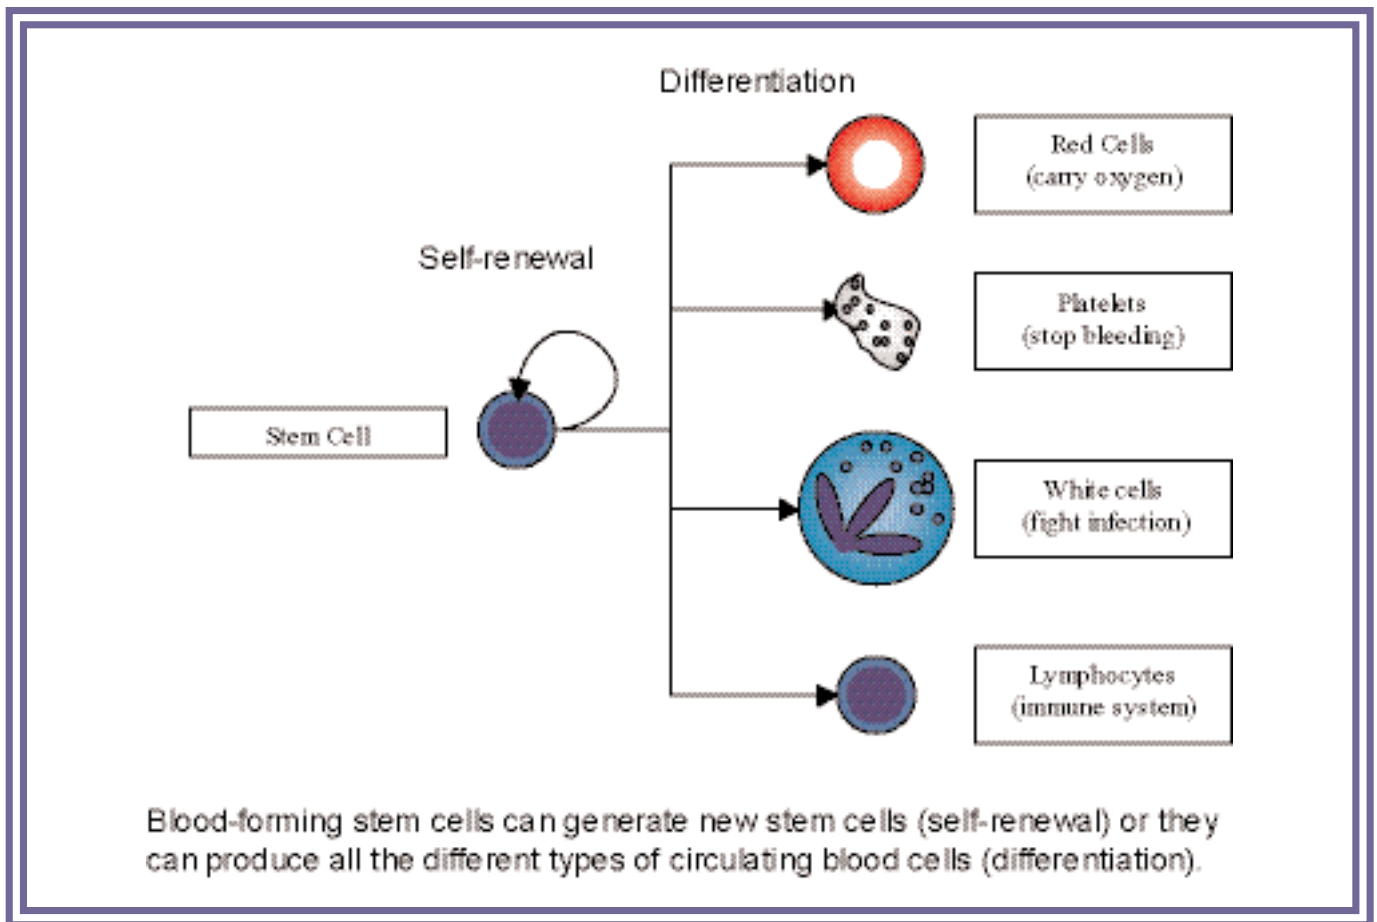 Differentiation
Red Cells
(carry oxygen)
Self-renewal
Platelets
(stop bleeding)
Stem Cell
White cells
(fight infection)
Lymphocytes
(immune system)
Blood-forming stem cells can generate new stem cells (self-renewal) or they
can produce all the different types of circulating blood cells (differentiation).